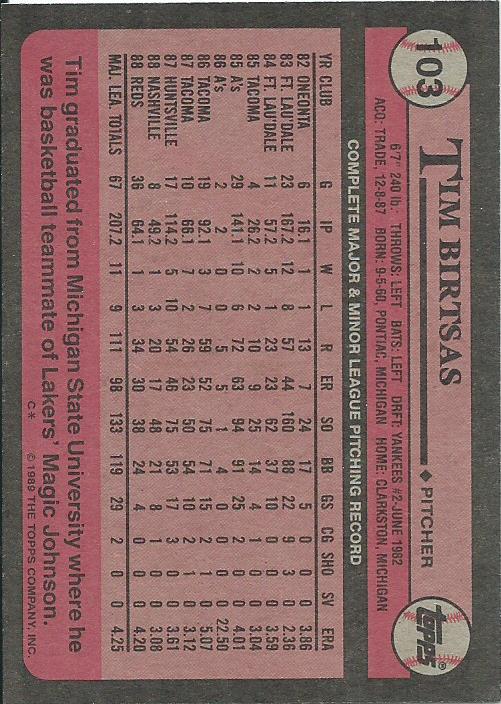 103
TIM BIRTSAS
♦ PITCHER
TOPPS®
6'7" 240 lb. THROWS: LEFT BATS: LEFT DRFT: YANKEES #2-JUNE 1982
ACQ: TRADE, 12-8-87 BORN: 9-5-60, PONTIAC, MICHIGAN HOME: CLARKSTON, MICHIGAN
COMPLETE MAJOR & MINOR LEAGUE PITCHING RECORD
YR CLUB G IP W L R ER SO BB GS CG SHO SV ERA
82 ONEONTA 6 16.1 1 1 13 7 24 17 5 0 0 0 3.86
83 FT. LAU'DALE 23 167.2 12 8 57 44 160 88 22 9 3 0 2.36
84 FT. LAU'DALE 11 57.2 5 1 23 23 62 37 10 0 0 0 3.59
85 TACOMA 4 26.2 2 2 10 9 25 14 4 1 0 0 3.04
85 A's 29 141.1 10 6 72 63 94 91 25 2 0 0 4.01
86 A's 2 2 0 0 5 5 1 4 0 0 0 0 22.50
86 TACOMA 19 92.1 3 7 59 52 75 71 15 2 1 0 5.07
87 TACOMA 10 66.1 7 2 26 23 50 54 10 2 1 0 3.12
87 HUNTSVILLE 17 114.2 5 10 54 46 75 53 17 3 0 0 3.61
88 NASHVILLE 8 49.2 1 3 20 17 48 21 8 1 0 0 3.08
88 REDS 36 64.1 1 3 34 30 38 24 4 0 0 0 4.20
MAJ. LEA. TOTALS 67 207.2 11 9 111 98 133 119 29 2 0 0 4.25
Tim graduated from Michigan State University where he
was basketball teammate of Lakers' Magic Johnson.
C* © 1989 THE TOPPS COMPANY, INC.